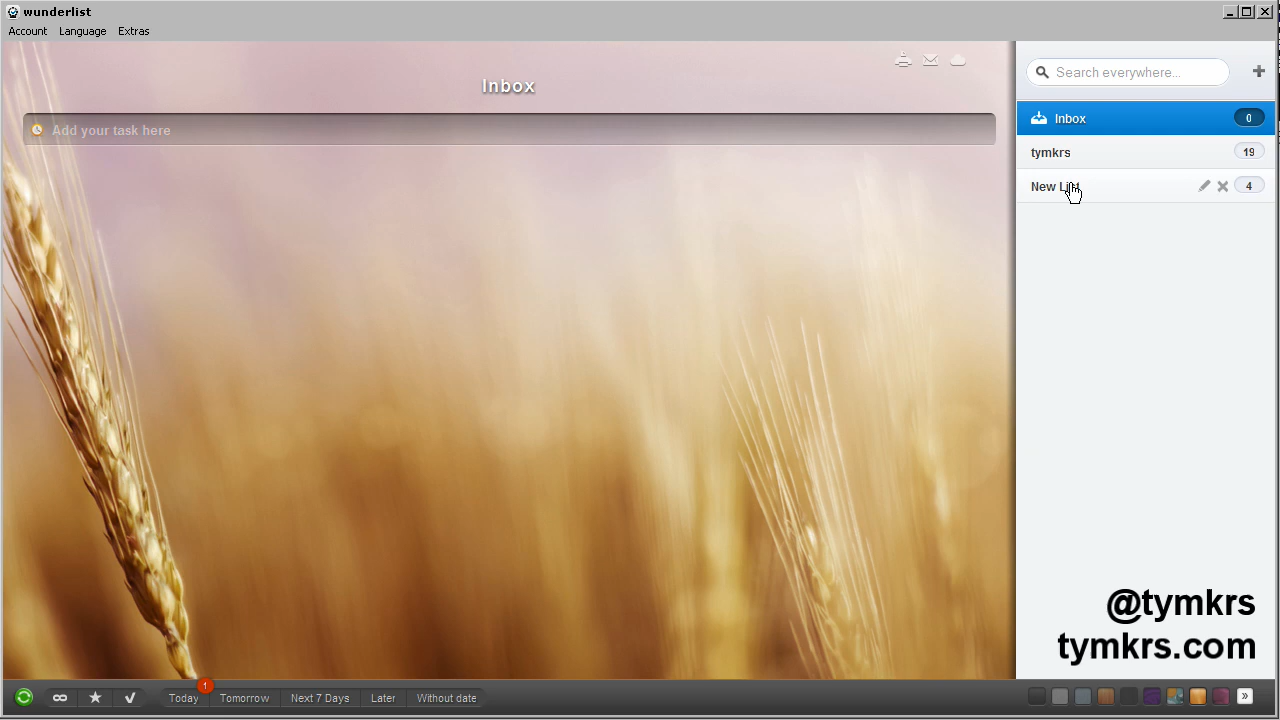 wunderlist
Account Language Extras
Inbox
Add your task here
Search everywhere...
Inbox 0
tymkrs 19
New List 4
@tymkrs
tymkrs.com
Today 1 Tomorrow Next 7 Days Later Without date